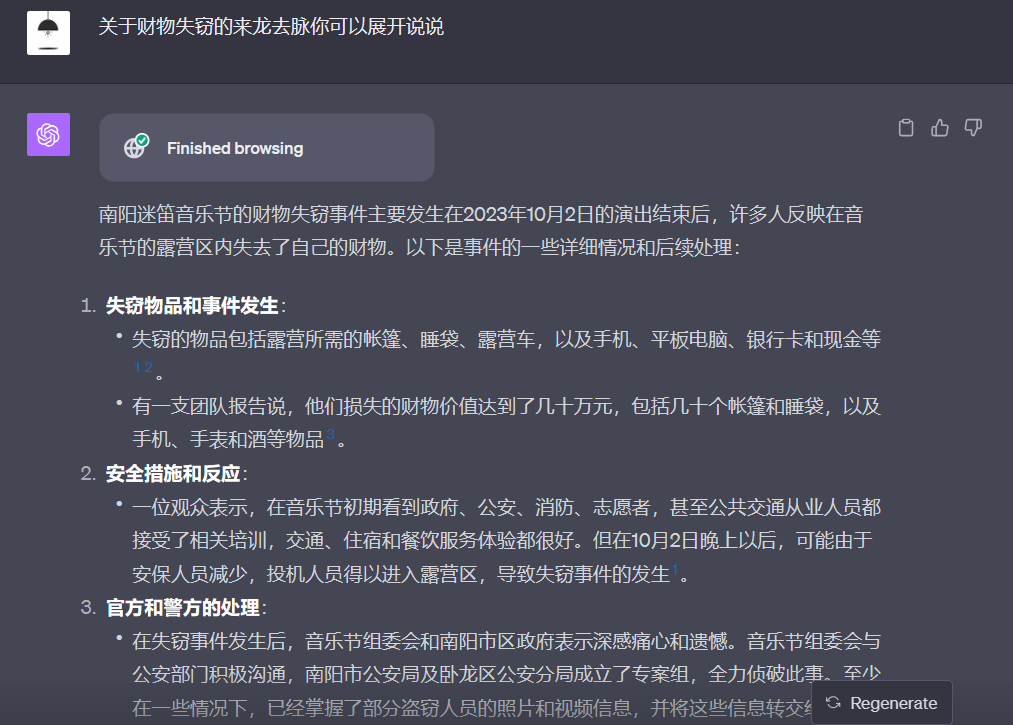 关于财物失窃的来龙去脉你可以展开说说
Finished browsing
南阳迷笛音乐节的财物失窃事件主要发生在2023年10月2日的演出结束后，许多人反映在音
乐节的露营区内失去了自己的财物。以下是事件的一些详细情况和后续处理：
1. 失窃物品和事件发生：
• 失窃的物品包括露营所需的帐篷、睡袋、露营车，以及手机、平板电脑、银行卡和现金等
1 2。
• 有一支团队报告说，他们损失的财物价值达到了几十万元，包括几十个帐篷和睡袋，以及
手机、手表和酒等物品3。
2. 安全措施和反应：
• 一位观众表示，在音乐节初期看到政府、公安、消防、志愿者，甚至公共交通从业人员都
接受了相关培训，交通、住宿和餐饮服务体验都很好。但在10月2日晚上以后，可能由于
安保人员减少，投机人员得以进入露营区，导致失窃事件的发生1。
3. 官方和警方的处理：
• 在失窃事件发生后，音乐节组委会和南阳市区政府表示深感痛心和遗憾。音乐节组委会与
公安部门积极沟通，南阳市公安局及卧龙区公安分局成立了专案组，全力侦破此事。至少
在一些情况下，已经掌握了部分盗窃人员的照片和视频信息，并将这些信息转交
Regenerate